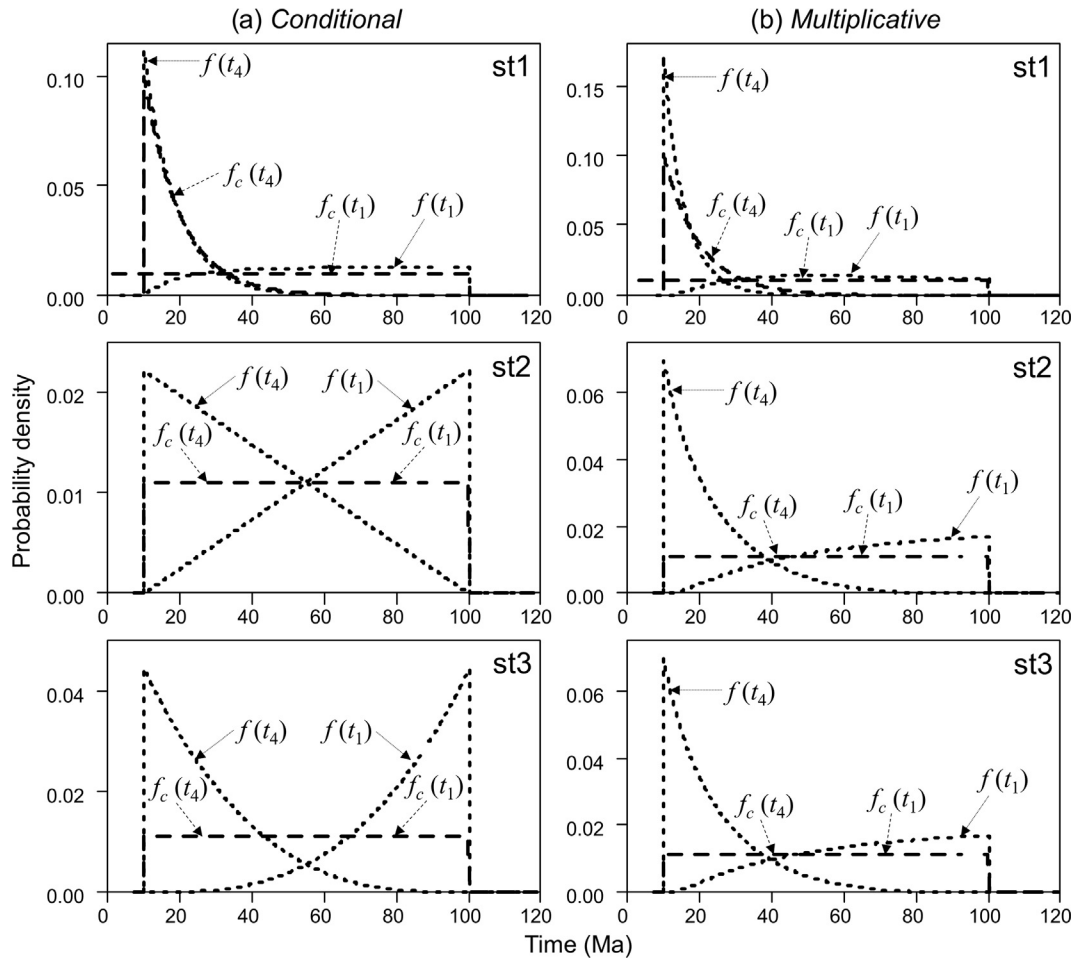 (a) Conditional
(b) Multiplicative
Probability density
st1
0.10
0.05
0.00
f(t4)
fc(t4)
fc(t1)
f(t1)
0 20 40 60 80 100 120
st1
0.15
0.10
0.05
0.00
f(t4)
fc(t4)
fc(t1)
f(t1)
0 20 40 60 80 100 120
st2
0.02
0.01
0.00
f(t4)
f(t1)
fc(t4)
fc(t1)
0 20 40 60 80 100 120
st2
0.06
0.04
0.02
0.00
f(t4)
fc(t4)
fc(t1)
f(t1)
0 20 40 60 80 100 120
st3
0.04
0.02
0.00
f(t4)
f(t1)
fc(t4)
fc(t1)
0 20 40 60 80 100 120
st3
0.06
0.04
0.02
0.00
f(t4)
fc(t4)
fc(t1)
f(t1)
0 20 40 60 80 100 120
Time (Ma)